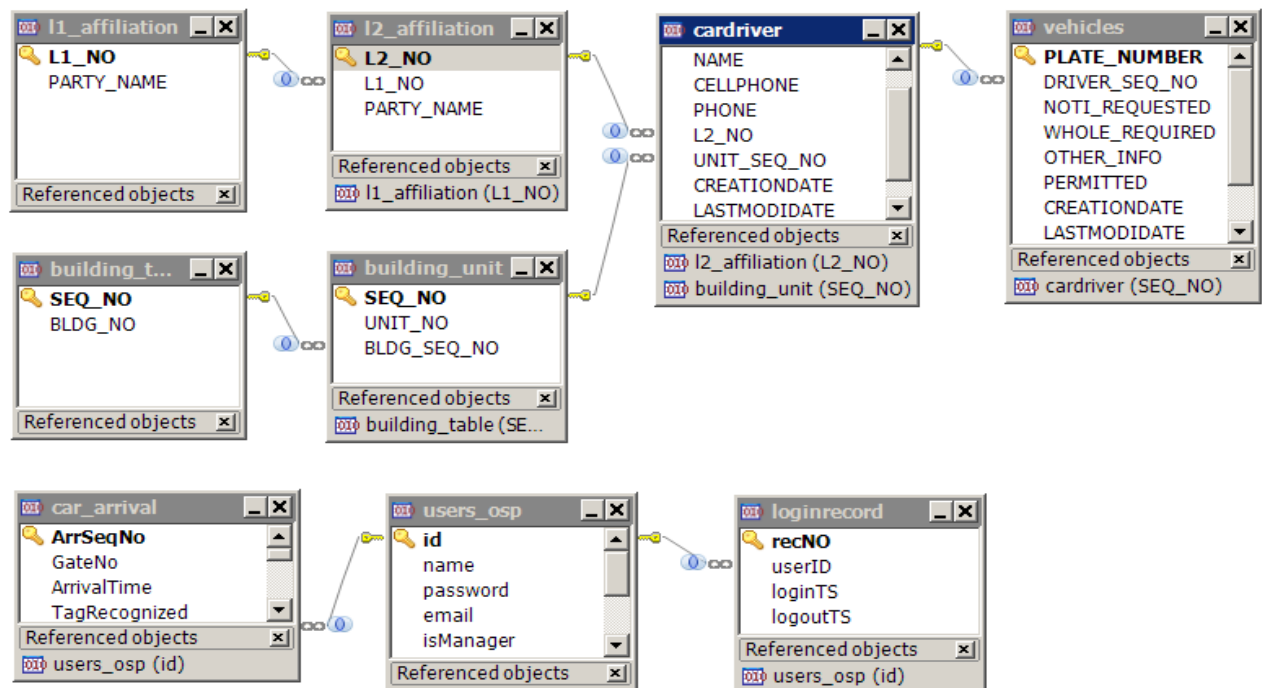 l1_affiliation
L1_NO
PARTY_NAME
Referenced objects
l2_affiliation
L2_NO
L1_NO
PARTY_NAME
Referenced objects
l1_affiliation (L1_NO)
cardriver
NAME
CELLPHONE
PHONE
L2_NO
UNIT_SEQ_NO
CREATIONDATE
LASTMODIDATE
Referenced objects
l2_affiliation (L2_NO)
building_unit (SEQ_NO)
vehicles
PLATE_NUMBER
DRIVER_SEQ_NO
NOTI_REQUESTED
WHOLE_REQUIRED
OTHER_INFO
PERMITTED
CREATIONDATE
LASTMODIDATE
Referenced objects
cardriver (SEQ_NO)
building_t...
SEQ_NO
BLDG_NO
Referenced objects
building_unit
SEQ_NO
UNIT_NO
BLDG_SEQ_NO
Referenced objects
building_table (SE...
car_arrival
ArrSeqNo
GateNo
ArrivalTime
TagRecognized
Referenced objects
users_osp (id)
users_osp
id
name
password
email
isManager
Referenced objects
loginrecord
recNO
userID
loginTS
logoutTS
Referenced objects
users_osp (id)